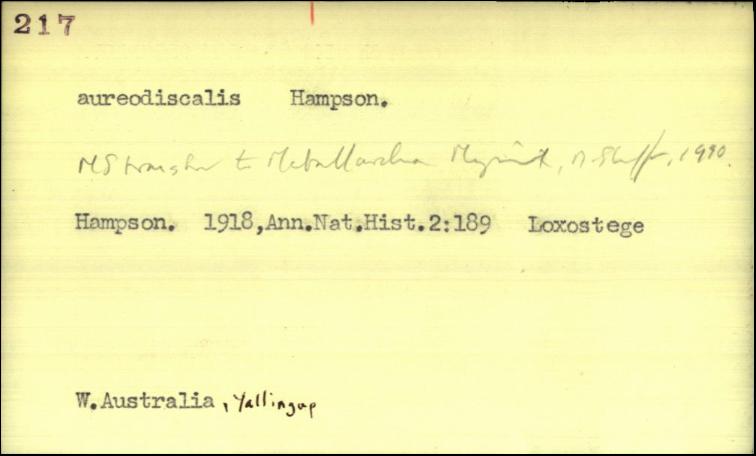 217
aureodiscalis Hampson.
MS transfer to Metallarcha Meyrick, M. Shaffer, 1990.
Hampson. 1918,Ann.Nat.Hist.2:189 Loxostege
W.Australia, Yallingup